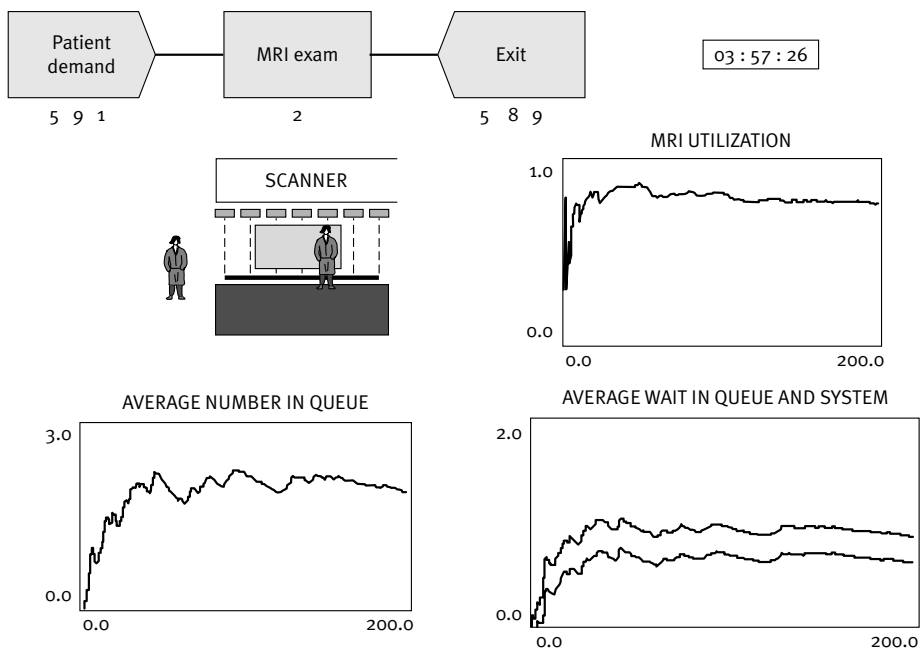 Patient
demand
MRI exam
Exit
03 : 57 : 26
5 9 1
2
5 8 9
SCANNER
MRI UTILIZATION
1.0
0.0
0.0
200.0
AVERAGE NUMBER IN QUEUE
3.0
0.0
0.0
200.0
AVERAGE WAIT IN QUEUE AND SYSTEM
2.0
0.0
0.0
200.0